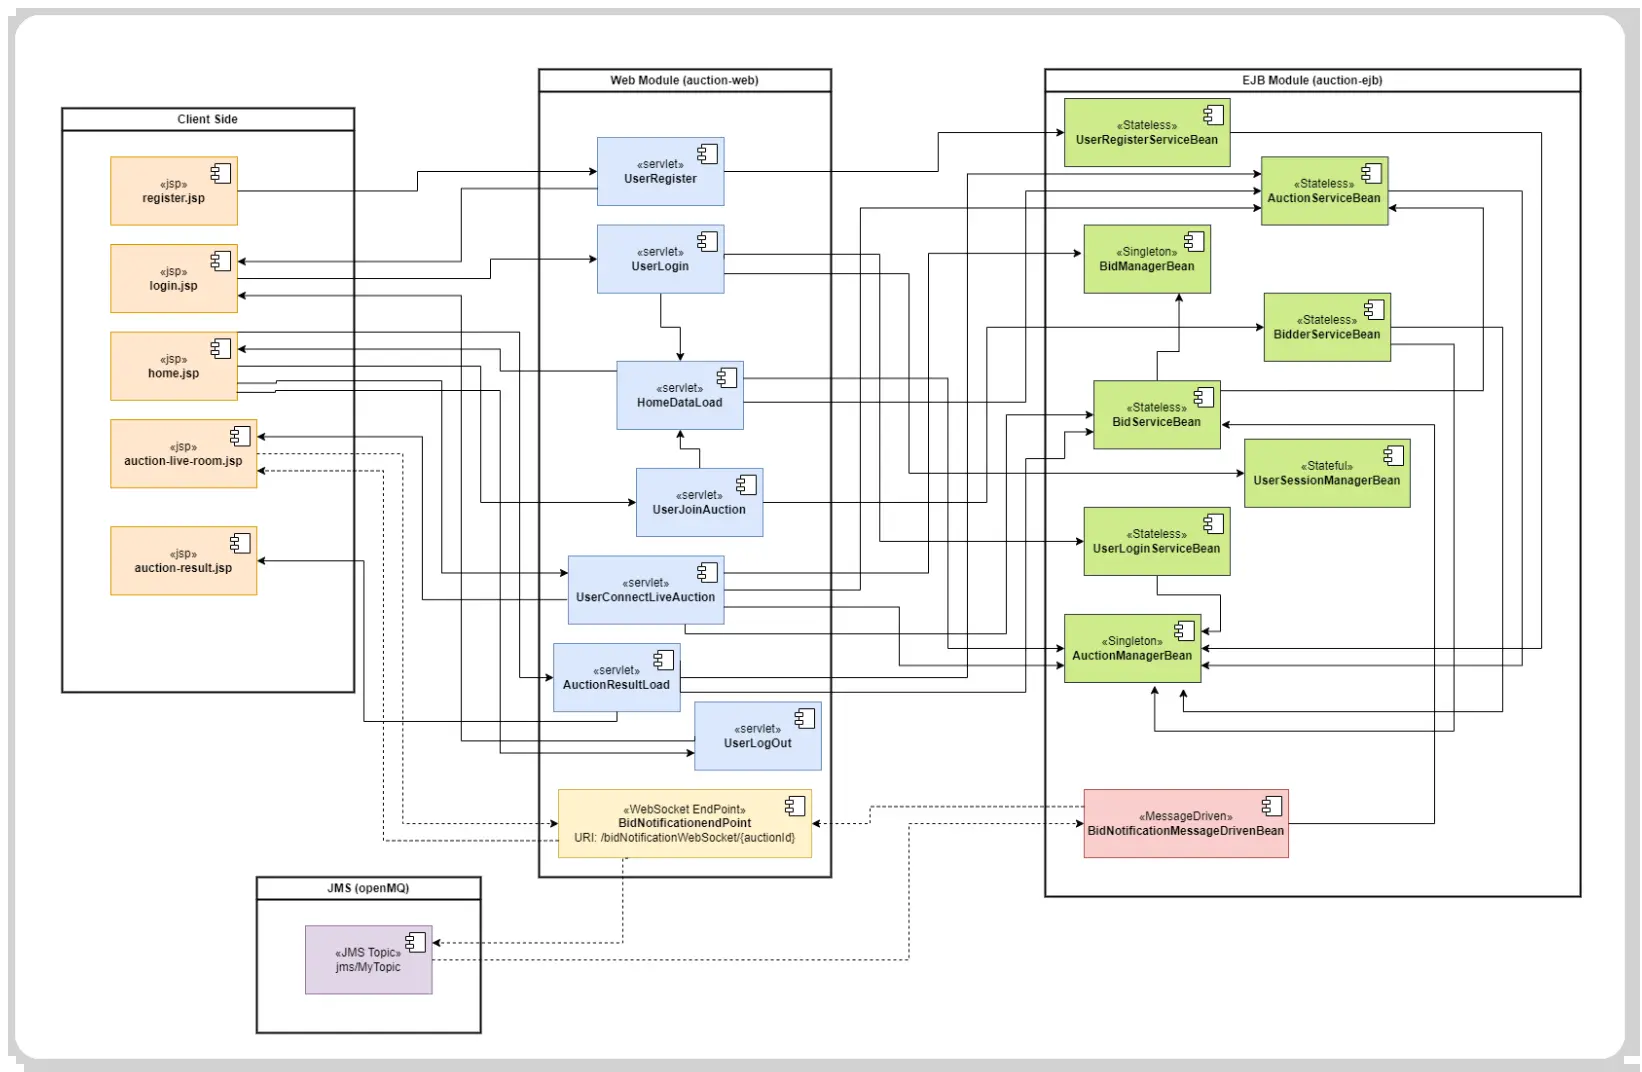 Client Side
«jsp»
register.jsp
«jsp»
login.jsp
«jsp»
home.jsp
«jsp»
auction-live-room.jsp
«jsp»
auction-result.jsp
Web Module (auction-web)
«servlet»
UserRegister
«servlet»
UserLogin
«servlet»
HomeDataLoad
«servlet»
UserJoinAuction
«servlet»
UserConnectLiveAuction
«servlet»
AuctionResultLoad
«servlet»
UserLogOut
«WebSocket EndPoint»
BidNotificationendPoint
URI: /bidNotificationWebSocket/{auctionId}
EJB Module (auction-ejb)
«Stateless»
UserRegisterServiceBean
«Stateless»
AuctionServiceBean
«Singleton»
BidManagerBean
«Stateless»
BidderServiceBean
«Stateless»
BidServiceBean
«Stateful»
UserSessionManagerBean
«Stateless»
UserLoginServiceBean
«Singleton»
AuctionManagerBean
«MessageDriven»
BidNotificationMessageDrivenBean
JMS (openMQ)
«JMS Topic»
jms/MyTopic